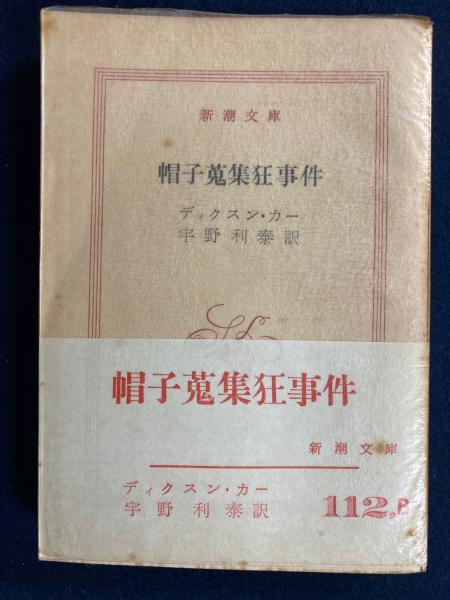 新潮文庫
帽子蒐集狂事件
ディクスン・カー
宇野利泰訳
帽子蒐集狂事件
新潮文庫
ディクスン・カー
宇野利泰訳
112,B